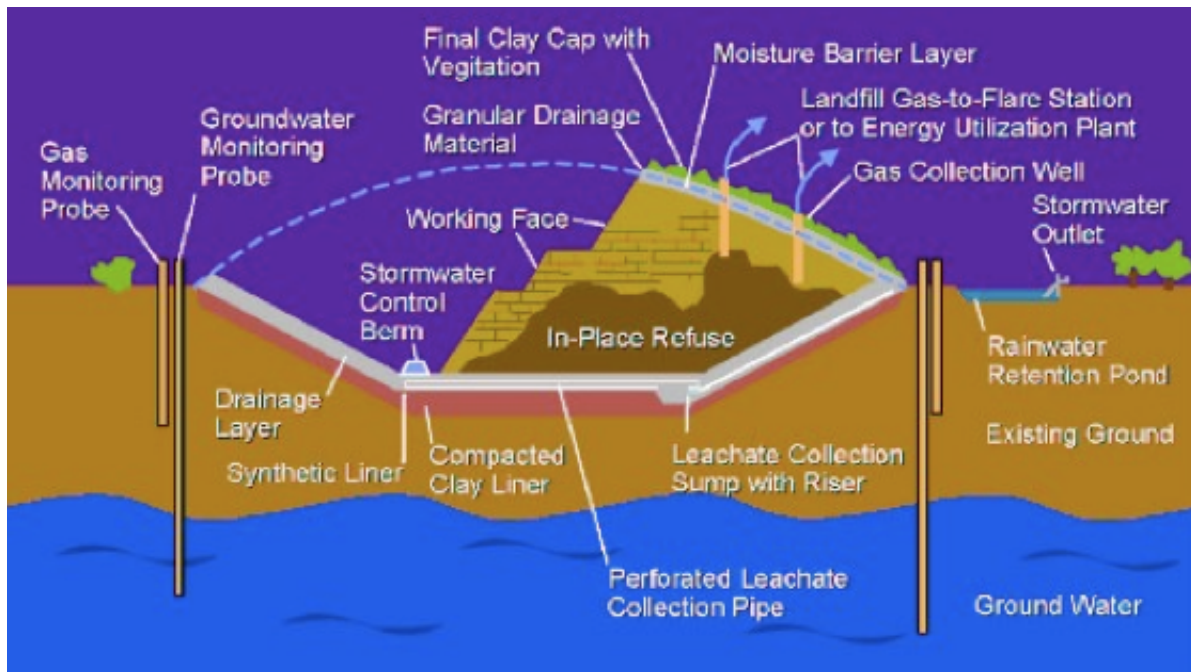 Final Clay Cap with
Vegitation
Moisture Barrier Layer
Landfill Gas-to-Flare Station
or to Energy Utilization Plant
Granular Drainage
Material
Groundwater
Monitoring
Probe
Gas
Monitoring
Probe
Gas Collection Well
Working Face
Stormwater
Outlet
Stormwater
Control
Berm
In-Place Refuse
Rainwater
Retention Pond
Drainage
Layer
Existing Ground
Synthetic Liner
Compacted
Clay Liner
Leachate Collection
Sump with Riser
Perforated Leachate
Collection Pipe
Ground Water